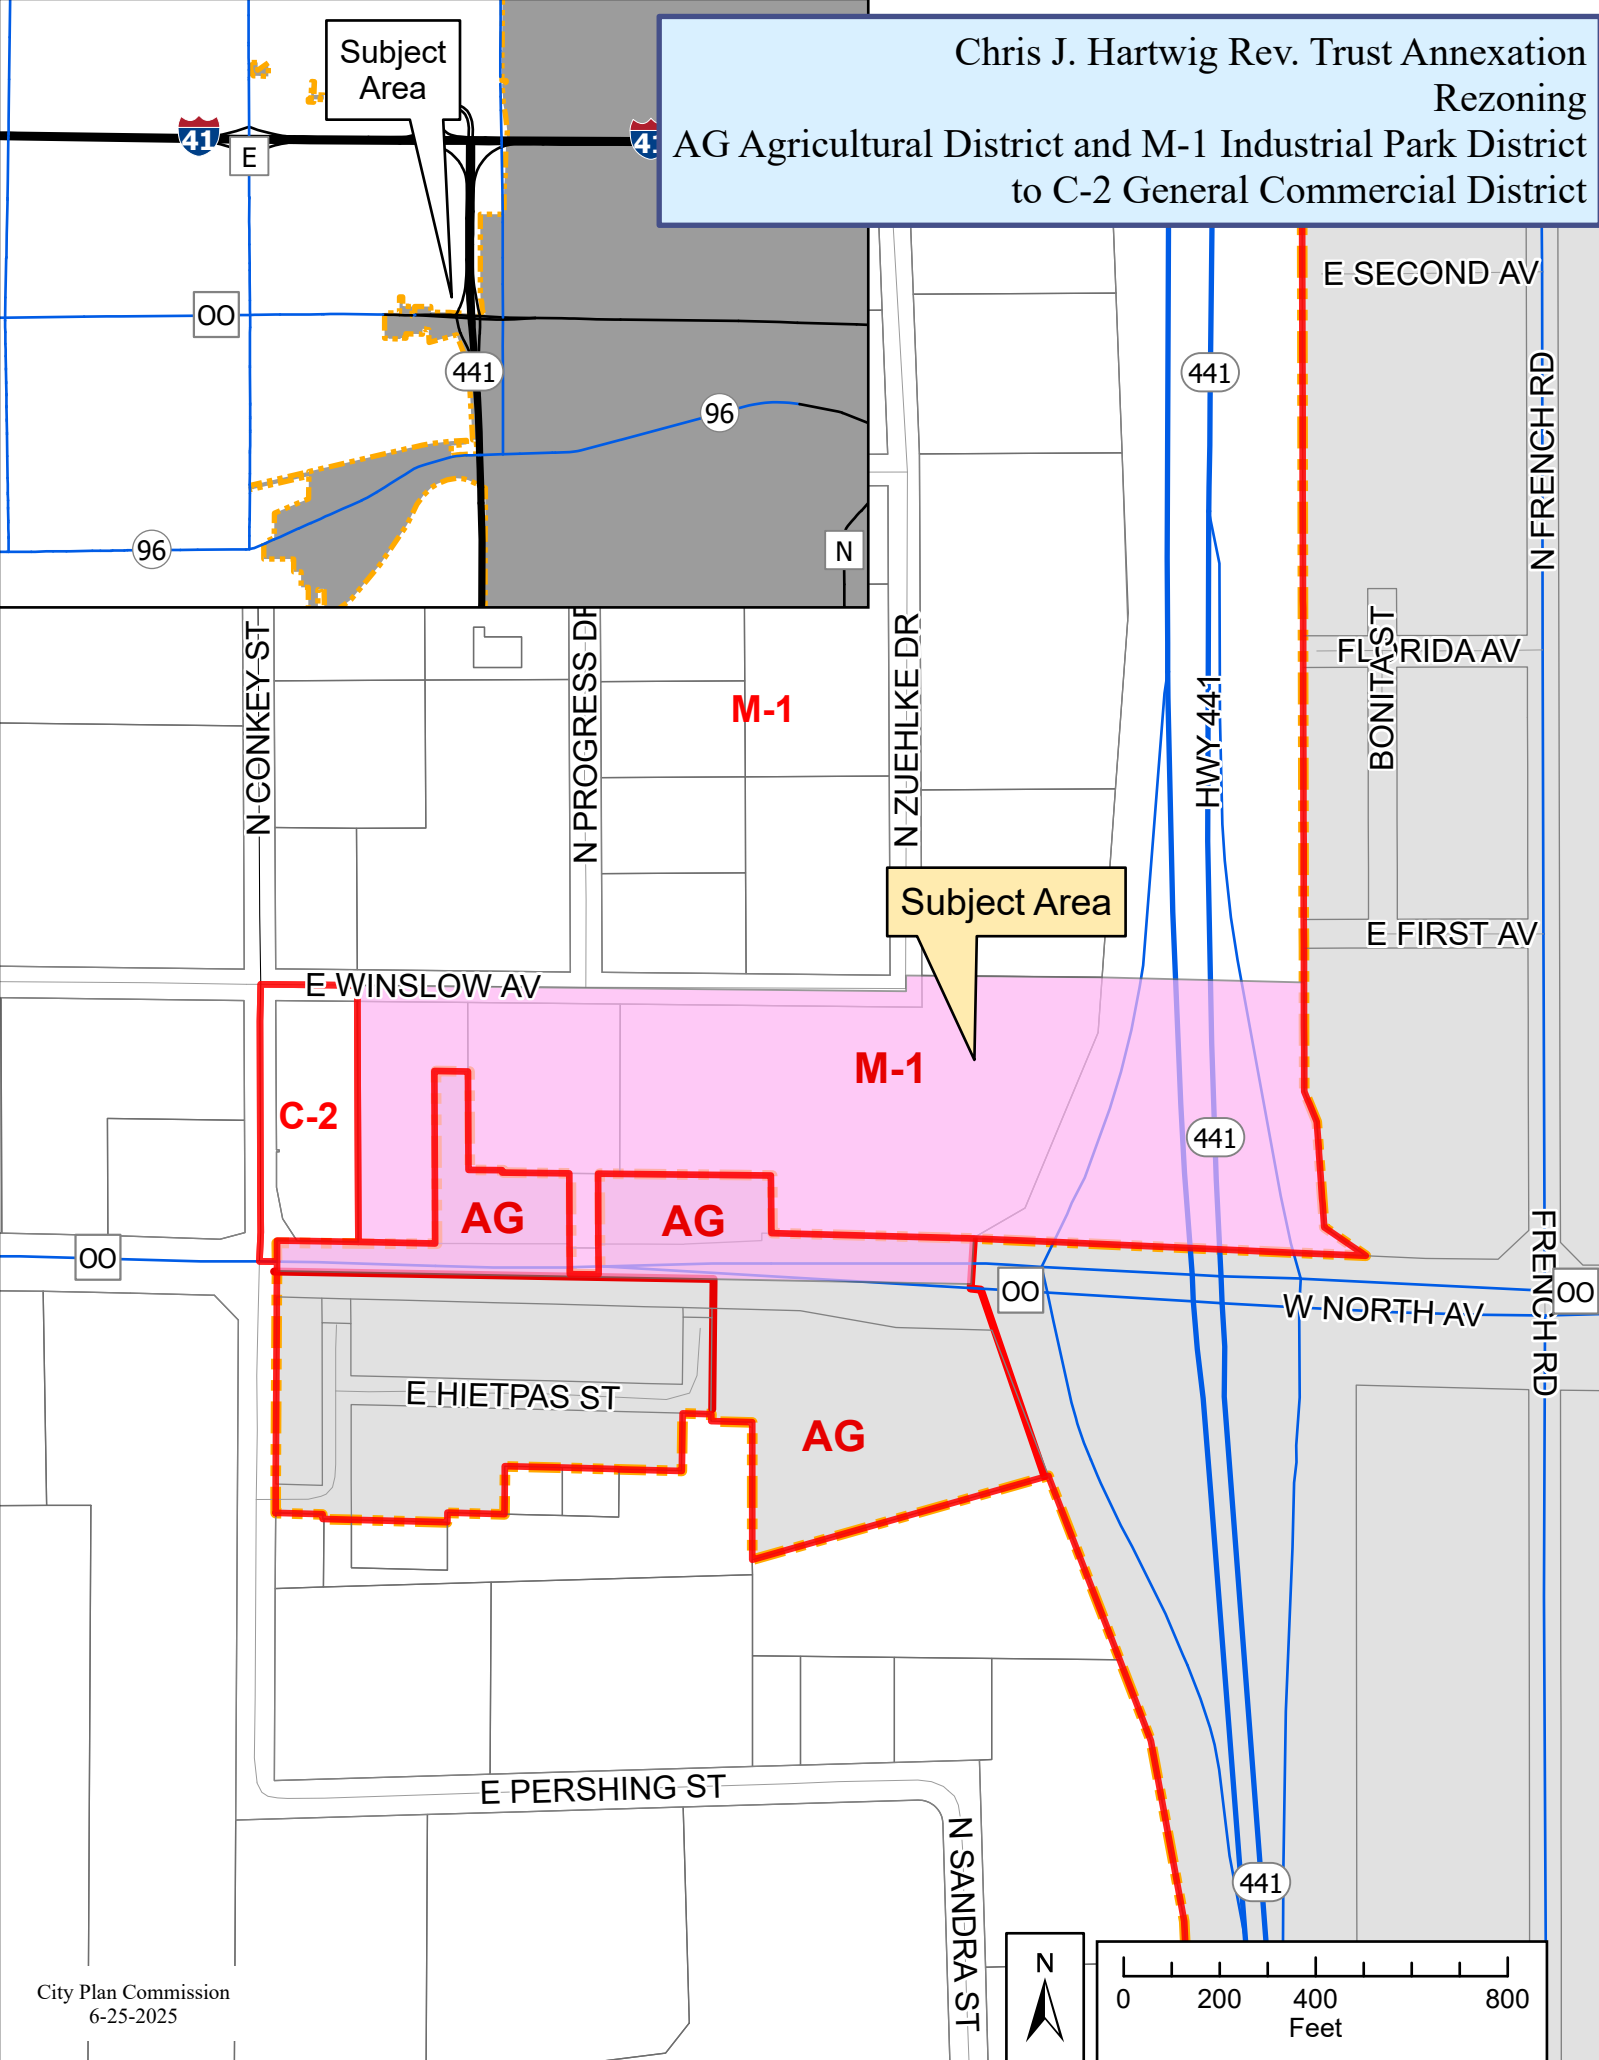 Chris J. Hartwig Rev. Trust Annexation
Rezoning
AG Agricultural District and M-1 Industrial Park District
to C-2 General Commercial District
Subject
Area
41
41
E
OO
441
96
96
N
E SECOND AV
N FRENCH RD
441
FLORIDA AV
BONITA ST
HWY 441
N CONKEY ST
N PROGRESS DR
M-1
N ZUEHLKE DR
Subject Area
E FIRST AV
E WINSLOW AV
M-1
C-2
441
AG
AG
OO
OO
OO
W NORTH AV
FRENCH RD
E HIETPAS ST
AG
E PERSHING ST
N SANDRA ST
441
City Plan Commission
6-25-2025
N
0 200 400 800
Feet